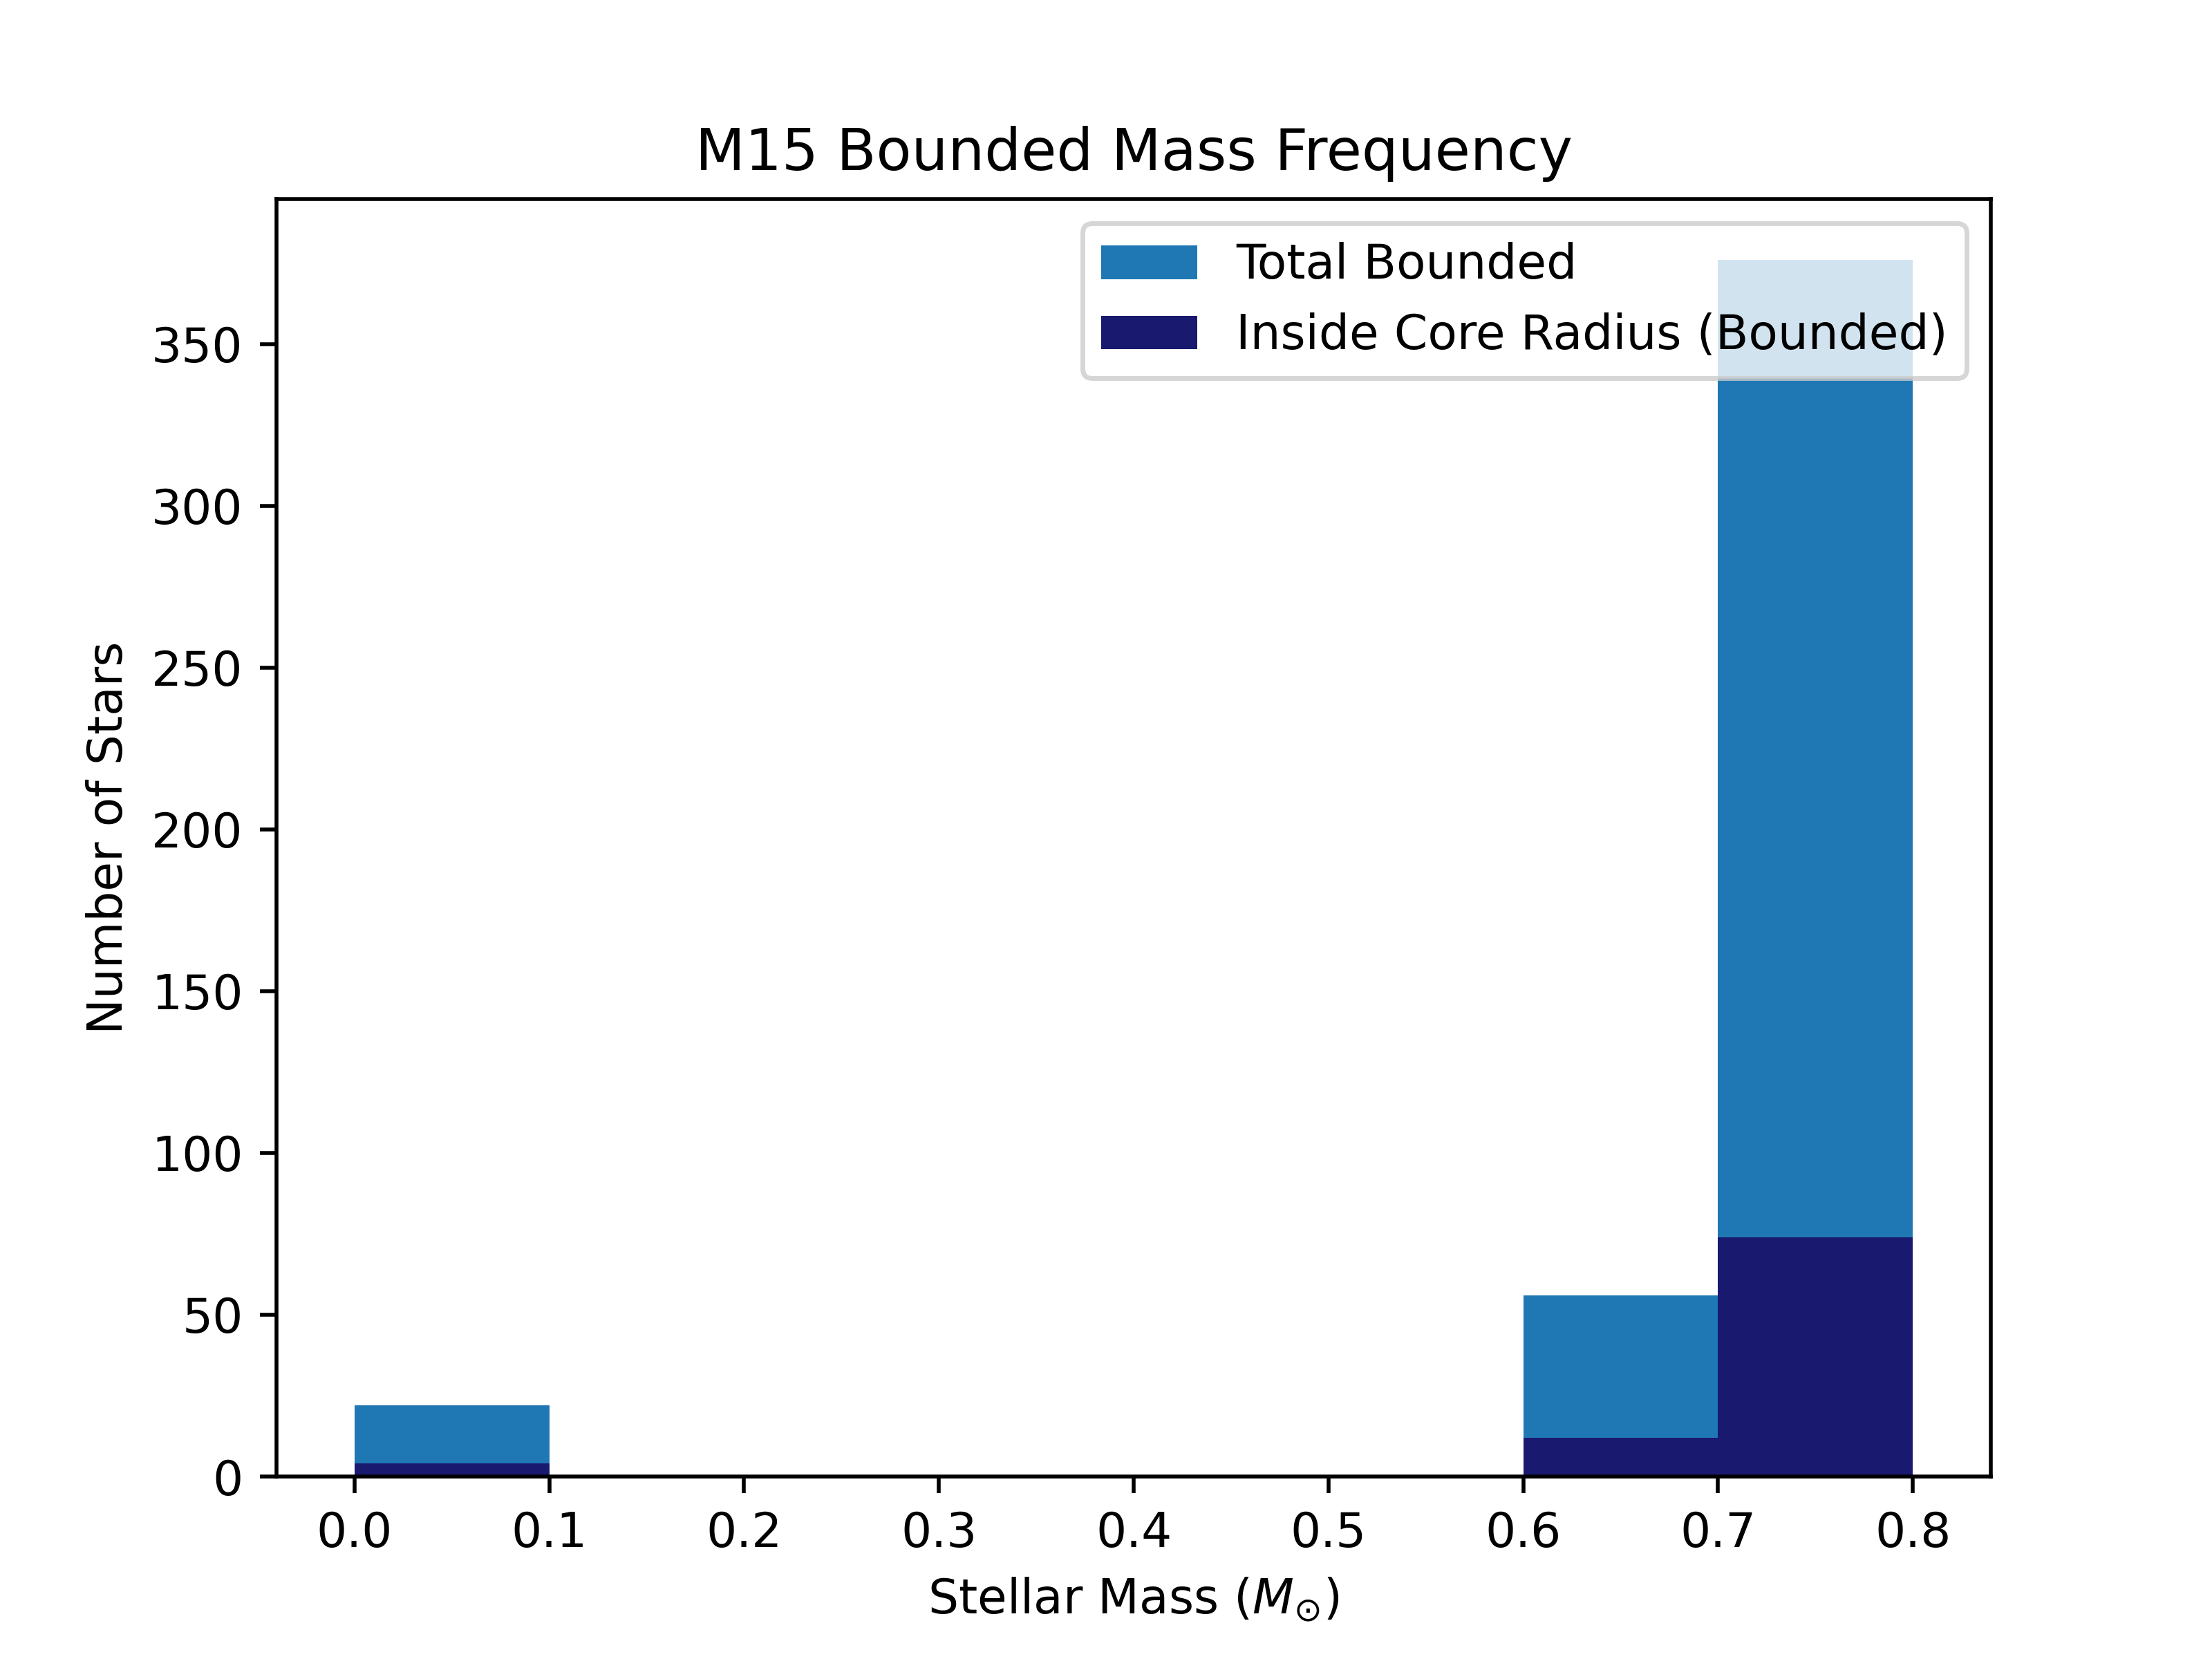 M15 Bounded Mass Frequency
Total Bounded
Inside Core Radius (Bounded)
Number of Stars
350
300
250
200
150
100
50
0
0.0 0.1 0.2 0.3 0.4 0.5 0.6 0.7 0.8
Stellar Mass (M⊙)